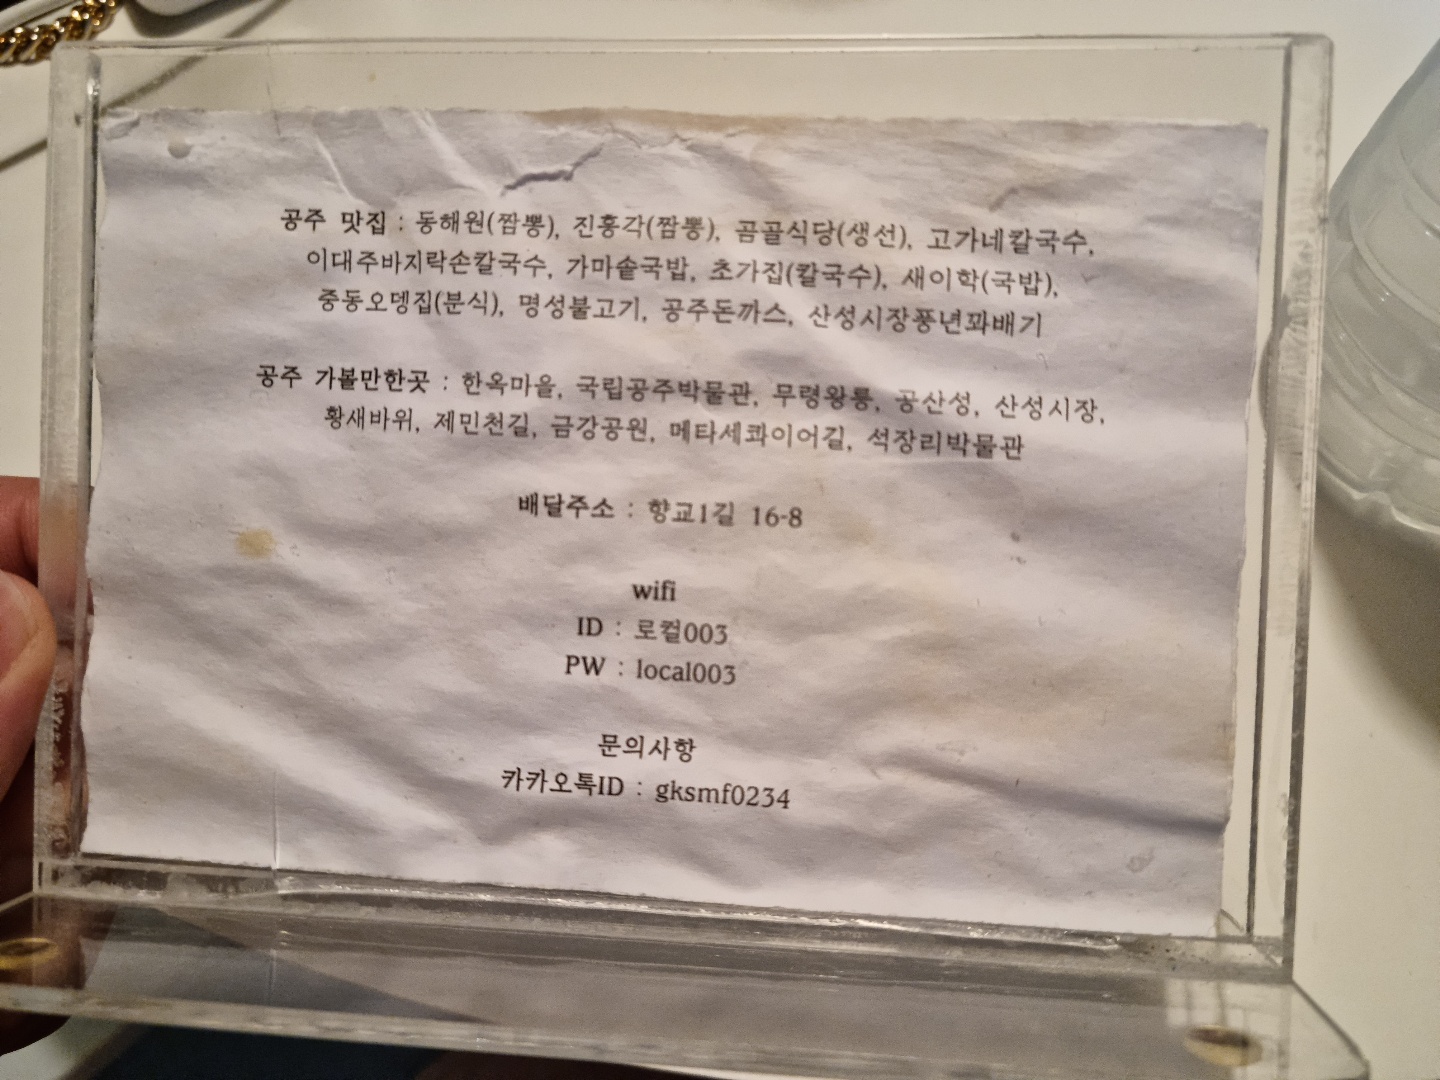 공주 맛집 : 동해원(짬뽕), 진흥각(짬뽕), 곰골식당(생선), 고가네칼국수,
이대주바지락손칼국수, 가마솥국밥, 초가집(칼국수), 새이학(국밥),
중동오뎅집(분식), 명성불고기, 공주돈까스, 산성시장풍년꽈배기
공주 가볼만한곳 : 한옥마을, 국립공주박물관, 무령왕릉, 공산성, 산성시장,
황새바위, 제민천길, 금강공원, 메타세콰이어길, 석장리박물관
배달주소 : 향교1길 16-8
wifi
ID : 로컬003
PW : local003
문의사항
카카오톡ID : gksmf0234